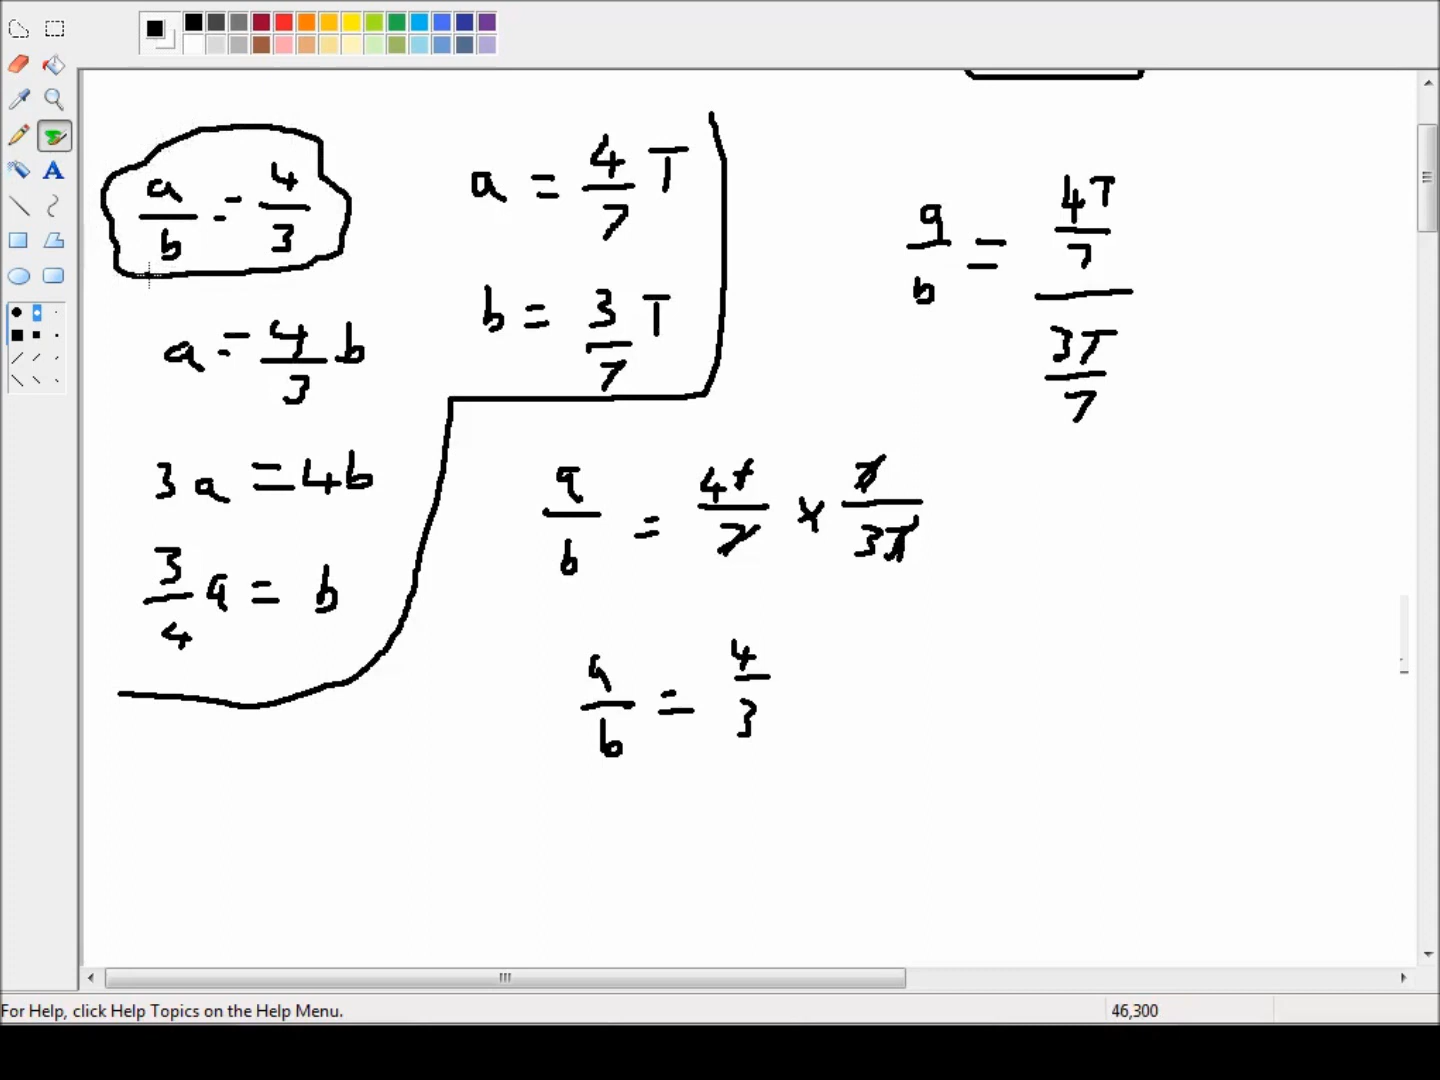 a/b = 4/3
a = 4/3 b
3a = 4b
3/4 a = b
a = 4/7 T
b = 3/7 T
a/b = 4T/7 / 3T/7
a/b = 4T/7 × 7/3T
a/b = 4/3
For Help, click Help Topics on the Help Menu.
46,300